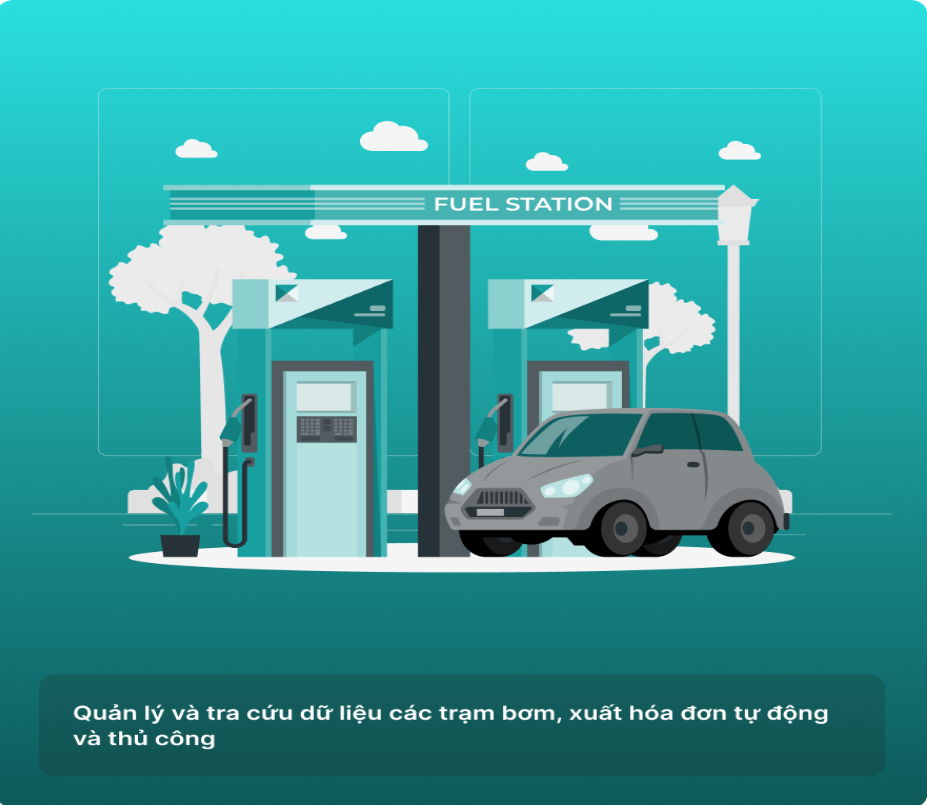 FUEL STATION
Quản lý và tra cứu dữ liệu các trạm bơm, xuất hóa đơn tự động
và thủ công